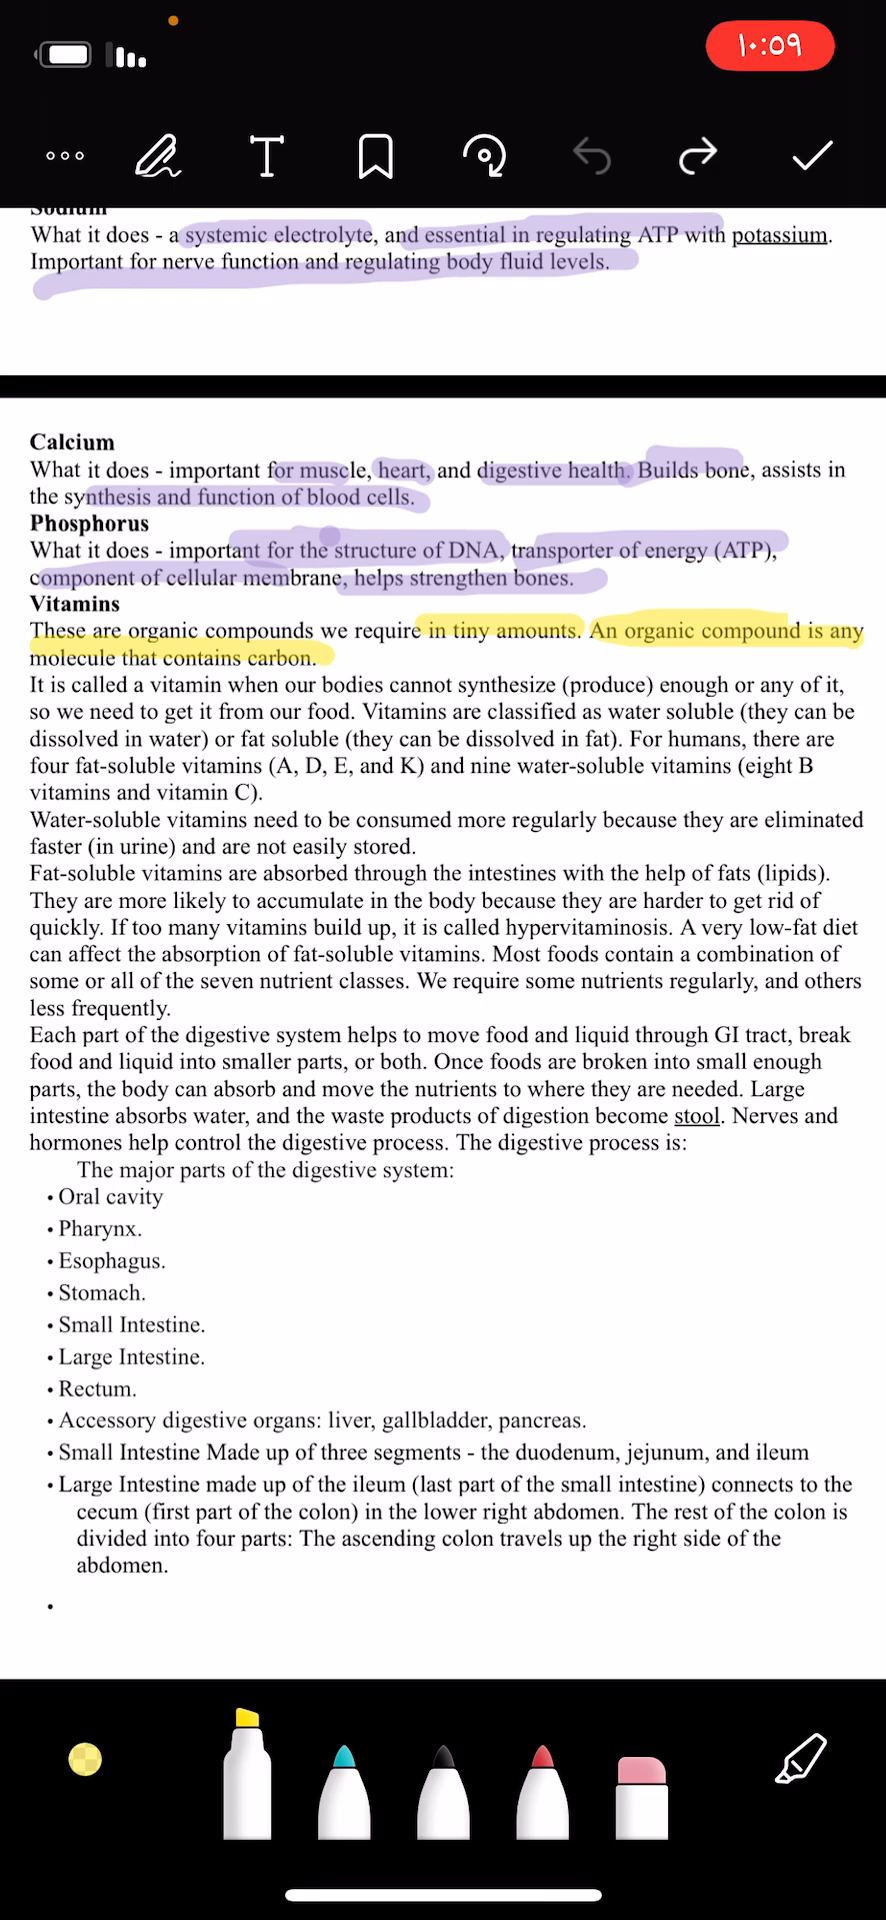 ١٠:٥٩
Sodium
What it does - a systemic electrolyte, and essential in regulating ATP with potassium.
Important for nerve function and regulating body fluid levels.
Calcium
What it does - important for muscle, heart, and digestive health. Builds bone, assists in
the synthesis and function of blood cells.
Phosphorus
What it does - important for the structure of DNA, transporter of energy (ATP),
component of cellular membrane, helps strengthen bones.
Vitamins
These are organic compounds we require in tiny amounts. An organic compound is any
molecule that contains carbon.
It is called a vitamin when our bodies cannot synthesize (produce) enough or any of it,
so we need to get it from our food. Vitamins are classified as water soluble (they can be
dissolved in water) or fat soluble (they can be dissolved in fat). For humans, there are
four fat-soluble vitamins (A, D, E, and K) and nine water-soluble vitamins (eight B
vitamins and vitamin C).
Water-soluble vitamins need to be consumed more regularly because they are eliminated
faster (in urine) and are not easily stored.
Fat-soluble vitamins are absorbed through the intestines with the help of fats (lipids).
They are more likely to accumulate in the body because they are harder to get rid of
quickly. If too many vitamins build up, it is called hypervitaminosis. A very low-fat diet
can affect the absorption of fat-soluble vitamins. Most foods contain a combination of
some or all of the seven nutrient classes. We require some nutrients regularly, and others
less frequently.
Each part of the digestive system helps to move food and liquid through GI tract, break
food and liquid into smaller parts, or both. Once foods are broken into small enough
parts, the body can absorb and move the nutrients to where they are needed. Large
intestine absorbs water, and the waste products of digestion become stool. Nerves and
hormones help control the digestive process. The digestive process is:
The major parts of the digestive system:
• Oral cavity
• Pharynx.
• Esophagus.
• Stomach.
• Small Intestine.
• Large Intestine.
• Rectum.
• Accessory digestive organs: liver, gallbladder, pancreas.
• Small Intestine Made up of three segments - the duodenum, jejunum, and ileum
• Large Intestine made up of the ileum (last part of the small intestine) connects to the
cecum (first part of the colon) in the lower right abdomen. The rest of the colon is
divided into four parts: The ascending colon travels up the right side of the
abdomen.
•